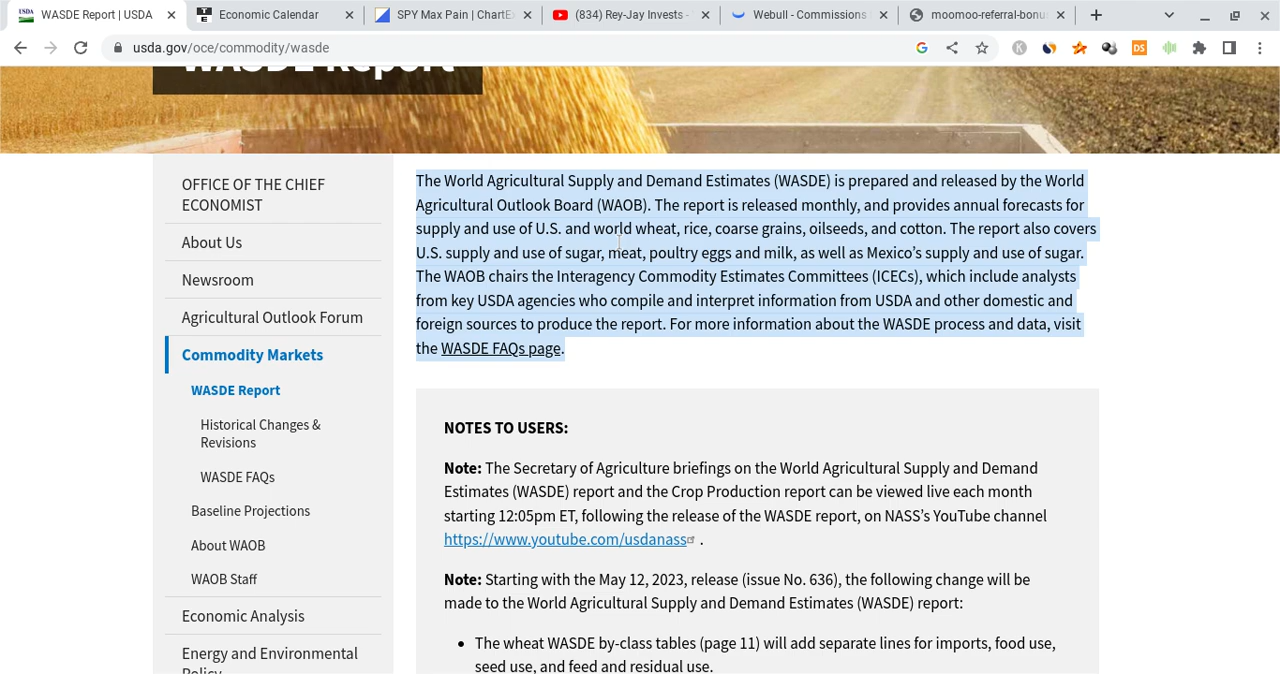 WASDE Report | USDA
Economic Calendar
SPY Max Pain | ChartEx
(834) Rey-Jay Invests -
Webull - Commissions
moomoo-referral-bonus
usda.gov/oce/commodity/wasde
WASDE Report
OFFICE OF THE CHIEF
ECONOMIST
About Us
Newsroom
Agricultural Outlook Forum
Commodity Markets
WASDE Report
Historical Changes &
Revisions
WASDE FAQs
Baseline Projections
About WAOB
WAOB Staff
Economic Analysis
Energy and Environmental
Policy
The World Agricultural Supply and Demand Estimates (WASDE) is prepared and released by the World
Agricultural Outlook Board (WAOB). The report is released monthly, and provides annual forecasts for
supply and use of U.S. and world wheat, rice, coarse grains, oilseeds, and cotton. The report also covers
U.S. supply and use of sugar, meat, poultry eggs and milk, as well as Mexico’s supply and use of sugar.
The WAOB chairs the Interagency Commodity Estimates Committees (ICECs), which include analysts
from key USDA agencies who compile and interpret information from USDA and other domestic and
foreign sources to produce the report. For more information about the WASDE process and data, visit
the WASDE FAQs page.
NOTES TO USERS:
Note: The Secretary of Agriculture briefings on the World Agricultural Supply and Demand
Estimates (WASDE) report and the Crop Production report can be viewed live each month
starting 12:05pm ET, following the release of the WASDE report, on NASS’s YouTube channel
https://www.youtube.com/usdanass .
Note: Starting with the May 12, 2023, release (issue No. 636), the following change will be
made to the World Agricultural Supply and Demand Estimates (WASDE) report:
• The wheat WASDE by-class tables (page 11) will add separate lines for imports, food use,
seed use, and feed and residual use.